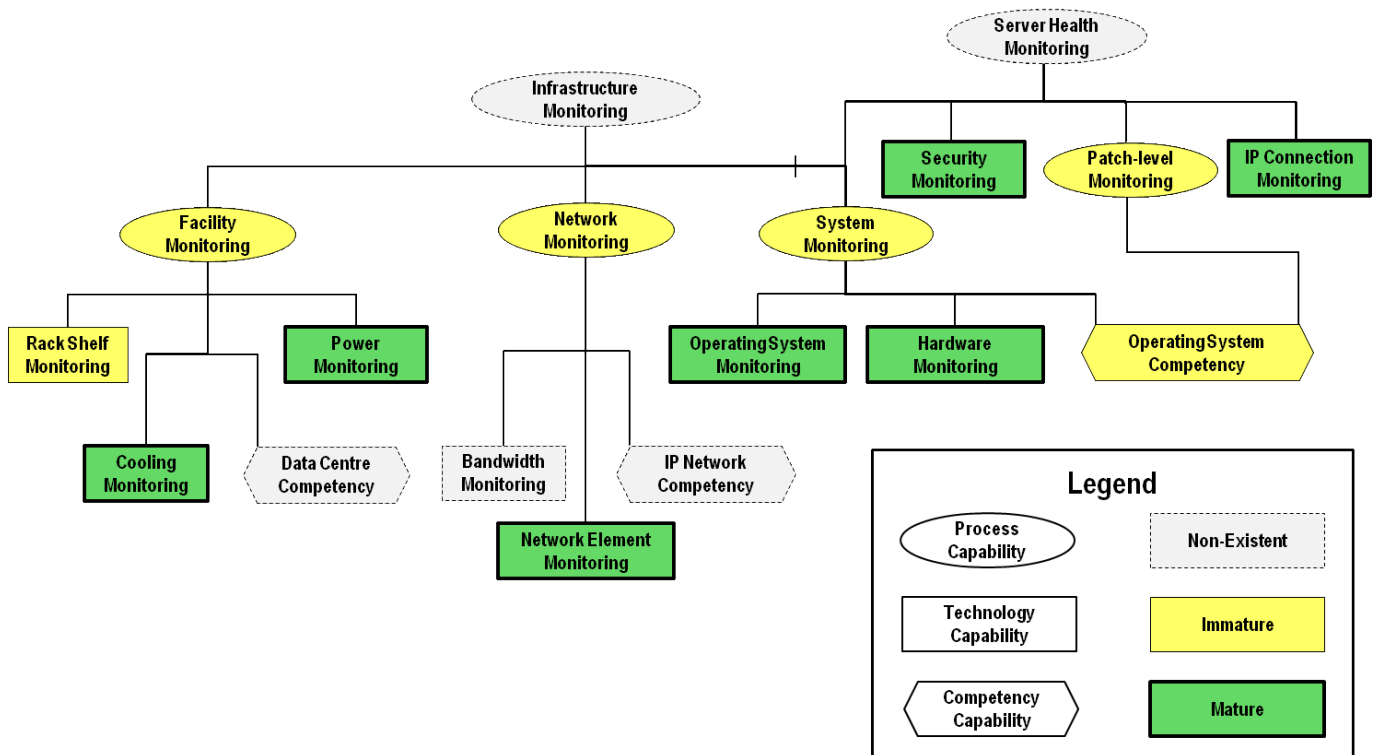 Server Health
Monitoring
Infrastructure
Monitoring
Security
Monitoring
Patch-level
Monitoring
IP Connection
Monitoring
Facility
Monitoring
Network
Monitoring
System
Monitoring
Rack Shelf
Monitoring
Power
Monitoring
Operating System
Monitoring
Hardware
Monitoring
Operating System
Competency
Cooling
Monitoring
Data Centre
Competency
Bandwidth
Monitoring
IP Network
Competency
Network Element
Monitoring
Legend
Process
Capability
Non-Existent
Technology
Capability
Immature
Competency
Capability
Mature